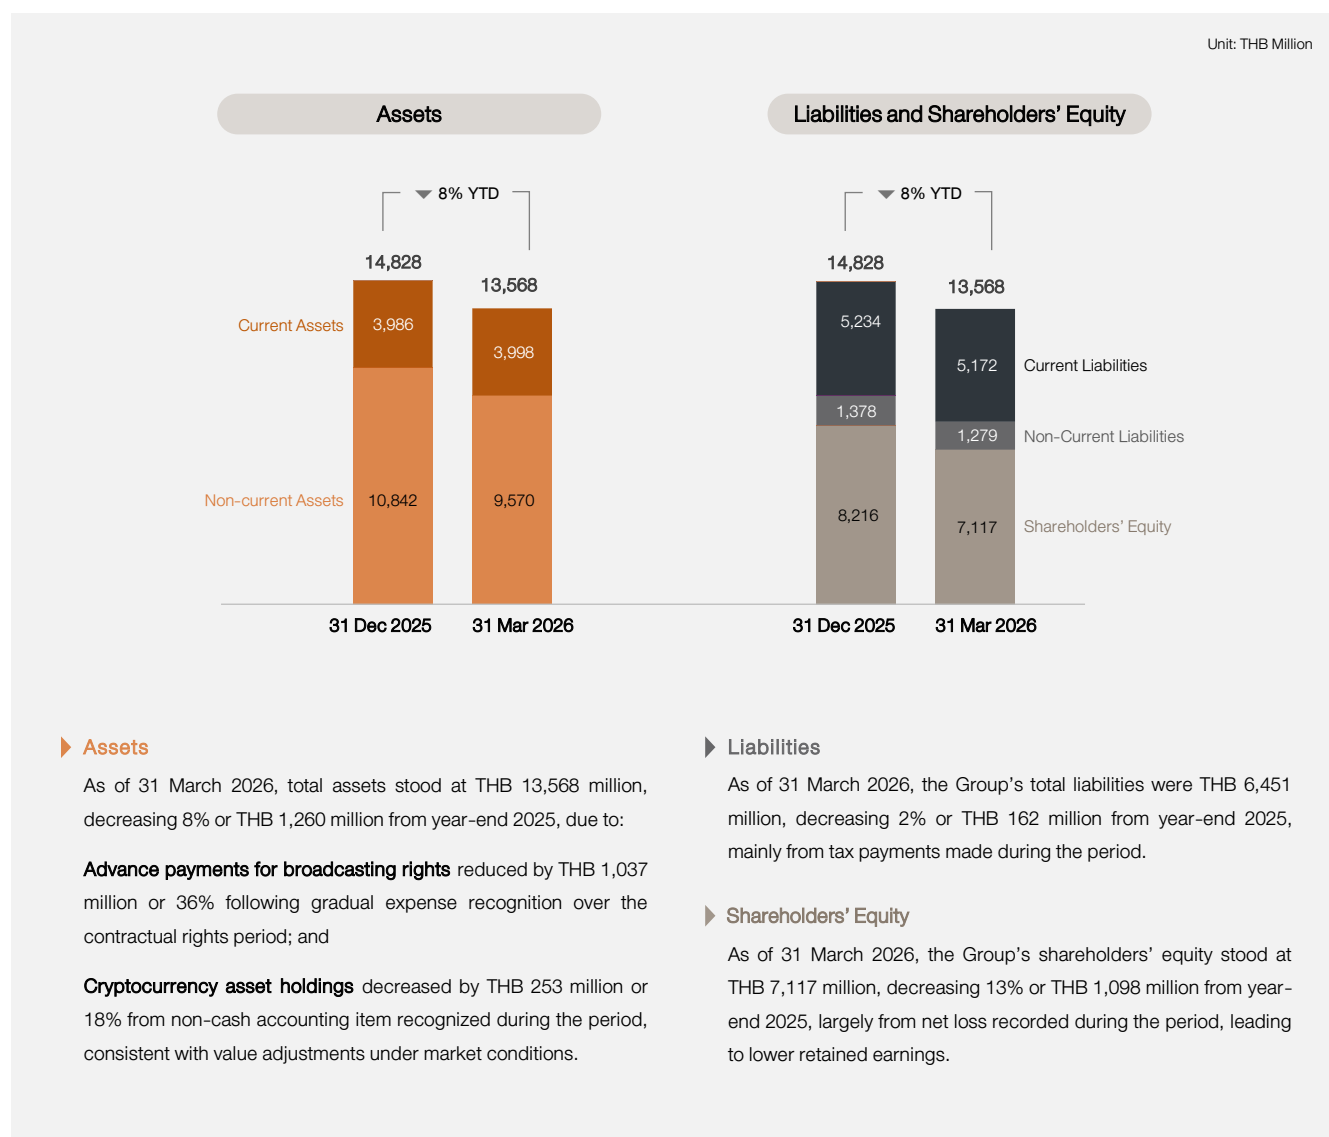 Unit: THB Million
Assets
Liabilities and Shareholders’ Equity
8% YTD
8% YTD
14,828
13,568
14,828
13,568
Current Assets
3,986
3,998
5,234
5,172
Current Liabilities
1,378
1,279
Non-Current Liabilities
Non-current Assets
10,842
9,570
8,216
7,117
Shareholders’ Equity
31 Dec 2025
31 Mar 2026
31 Dec 2025
31 Mar 2026
Assets
As of 31 March 2026, total assets stood at THB 13,568 million,
decreasing 8% or THB 1,260 million from year-end 2025, due to:
Advance payments for broadcasting rights reduced by THB 1,037
million or 36% following gradual expense recognition over the
contractual rights period; and
Cryptocurrency asset holdings decreased by THB 253 million or
18% from non-cash accounting item recognized during the period,
consistent with value adjustments under market conditions.
Liabilities
As of 31 March 2026, the Group’s total liabilities were THB 6,451
million, decreasing 2% or THB 162 million from year-end 2025,
mainly from tax payments made during the period.
Shareholders’ Equity
As of 31 March 2026, the Group’s shareholders’ equity stood at
THB 7,117 million, decreasing 13% or THB 1,098 million from year-
end 2025, largely from net loss recorded during the period, leading
to lower retained earnings.